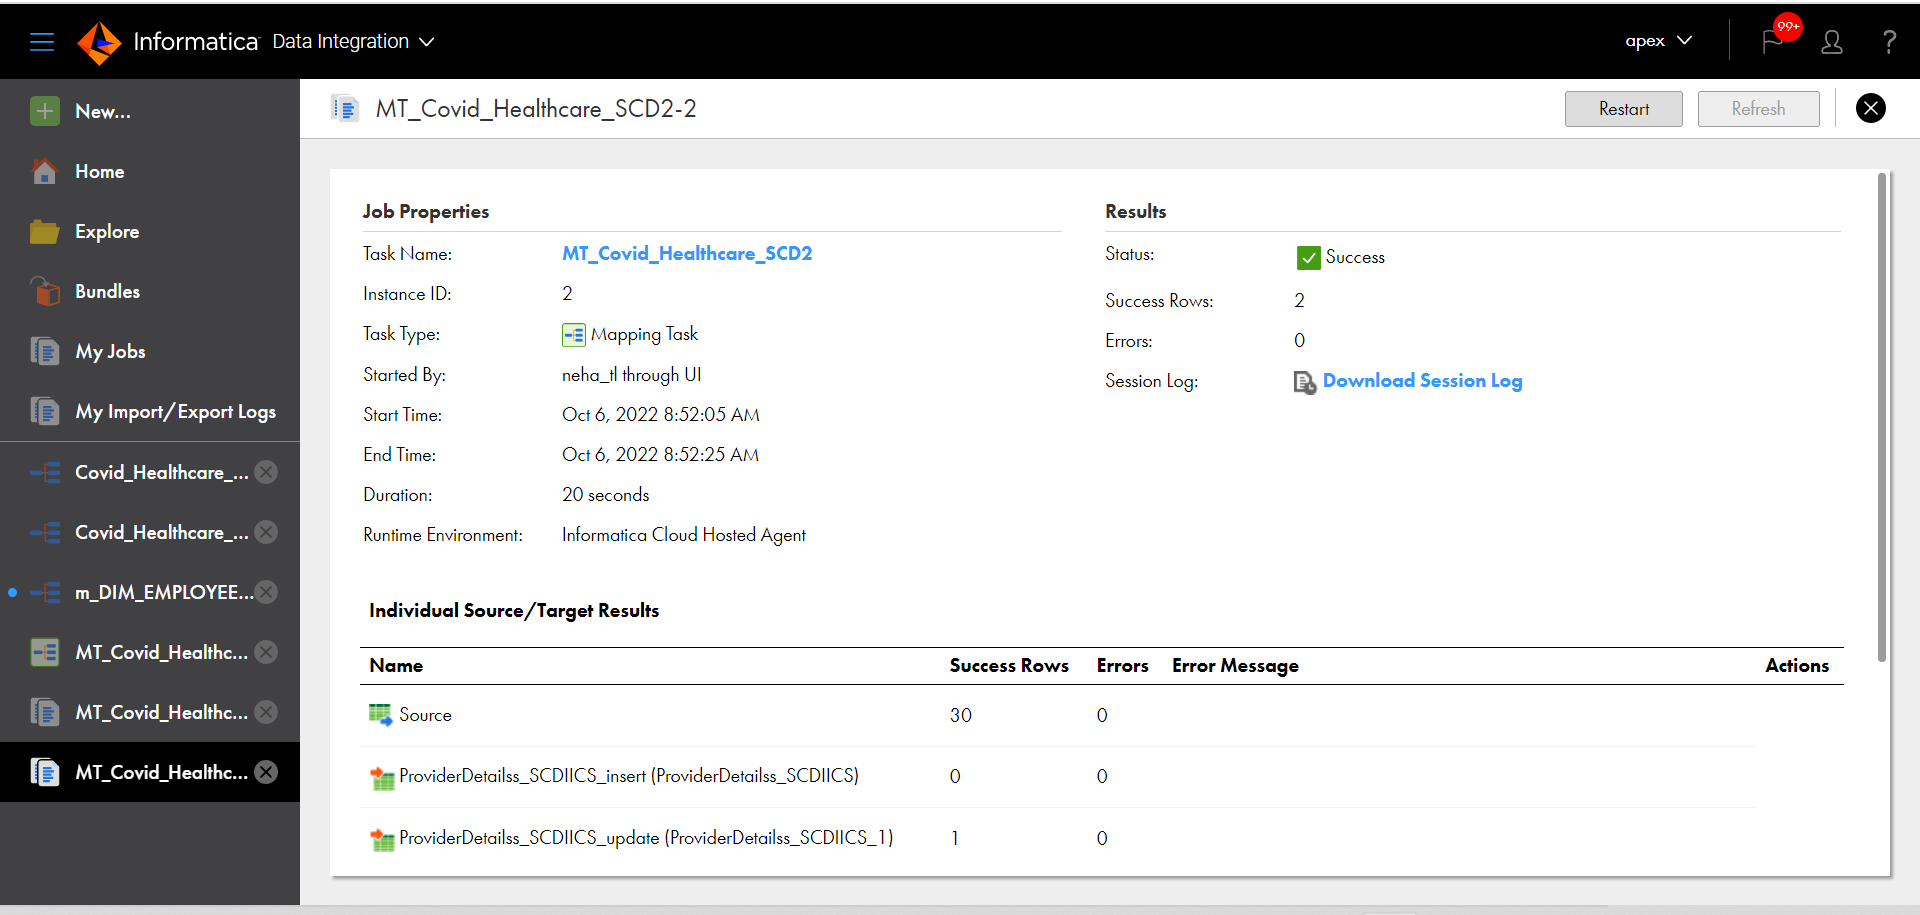 Informatica Data Integration
apex
99+
?
New...
Home
Explore
Bundles
My Jobs
My Import/Export Logs
Covid_Healthcare_...
Covid_Healthcare_...
m_DIM_EMPLOYEE...
MT_Covid_Healthc...
MT_Covid_Healthc...
MT_Covid_Healthc...
MT_Covid_Healthcare_SCD2-2
Restart
Refresh
Job Properties
Task Name: MT_Covid_Healthcare_SCD2
Instance ID: 2
Task Type: Mapping Task
Started By: neha_tl through UI
Start Time: Oct 6, 2022 8:52:05 AM
End Time: Oct 6, 2022 8:52:25 AM
Duration: 20 seconds
Runtime Environment: Informatica Cloud Hosted Agent
Results
Status: Success
Success Rows: 2
Errors: 0
Session Log: Download Session Log
Individual Source/Target Results
Name Success Rows Errors Error Message Actions
Source 30 0
ProviderDetailss_SCDIICS_insert (ProviderDetailss_SCDIICS) 0 0
ProviderDetailss_SCDIICS_update (ProviderDetailss_SCDIICS_1) 1 0